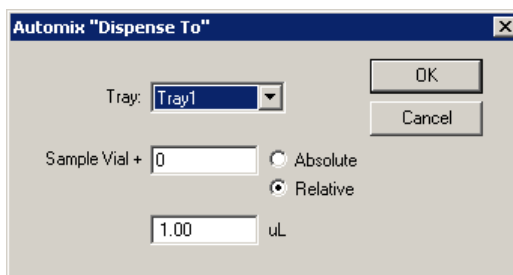 Automix "Dispense To"
OK
Tray: Tray1
Cancel
Sample Vial + 0 Absolute
Relative
1.00 uL